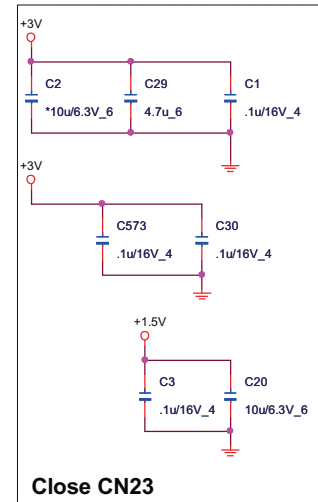 +3V
C2 C29 C1
*10u/6.3V_6 4.7u_6 .1u/16V_4
+3V
C573 C30
.1u/16V_4 .1u/16V_4
+1.5V
C3 C20
.1u/16V_4 10u/6.3V_6
Close CN23